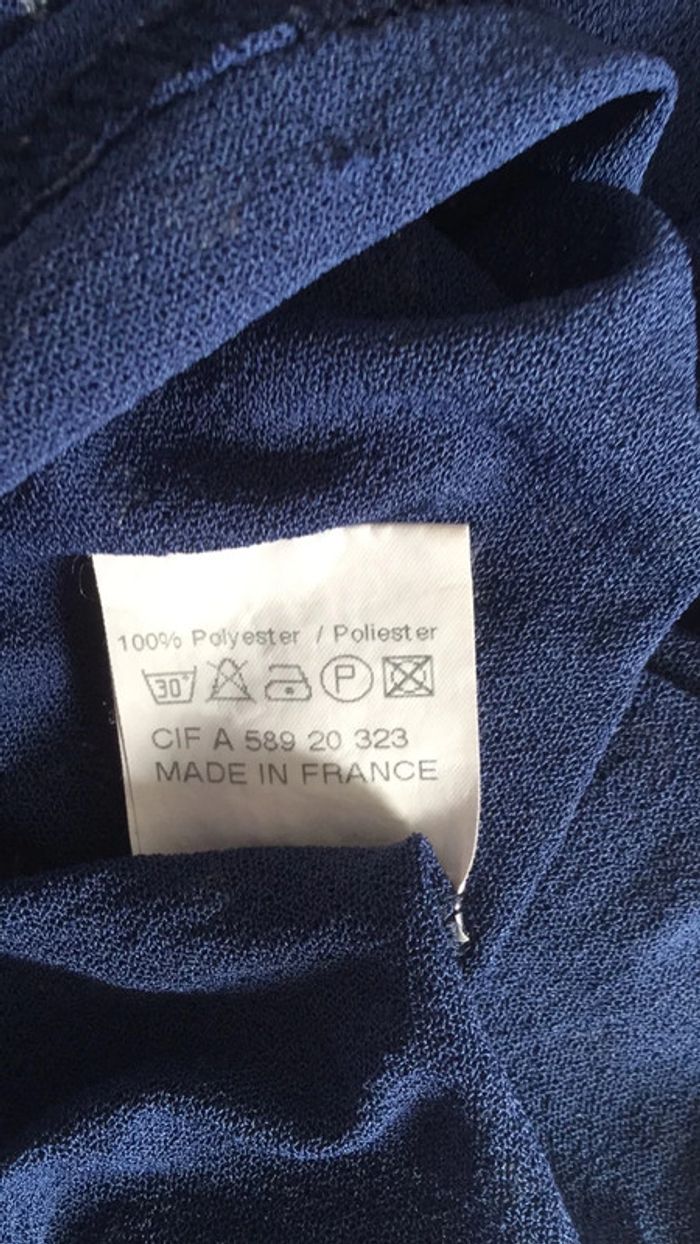 100% Polyester / Poliester
30° P
CIF A 589 20 323
MADE IN FRANCE